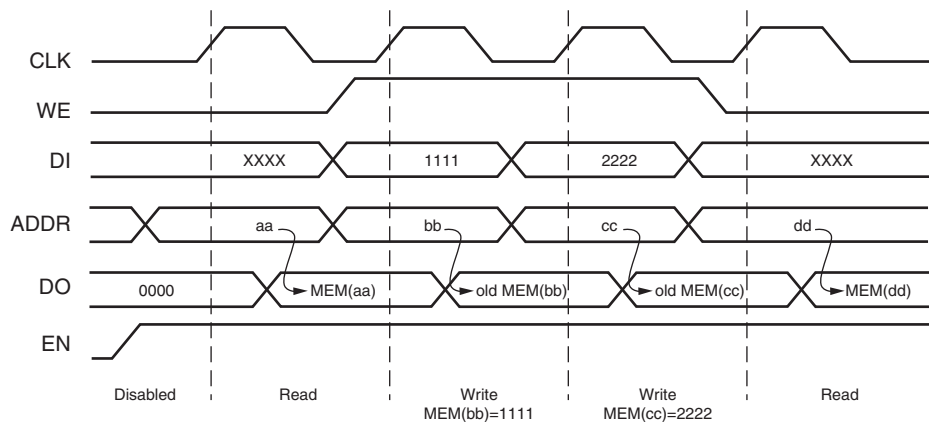 CLK
WE
DI XXXX 1111 2222 XXXX
ADDR aa bb cc dd
DO 0000 MEM(aa) old MEM(bb) old MEM(cc) MEM(dd)
EN
Disabled Read Write Write Read
MEM(bb)=1111 MEM(cc)=2222